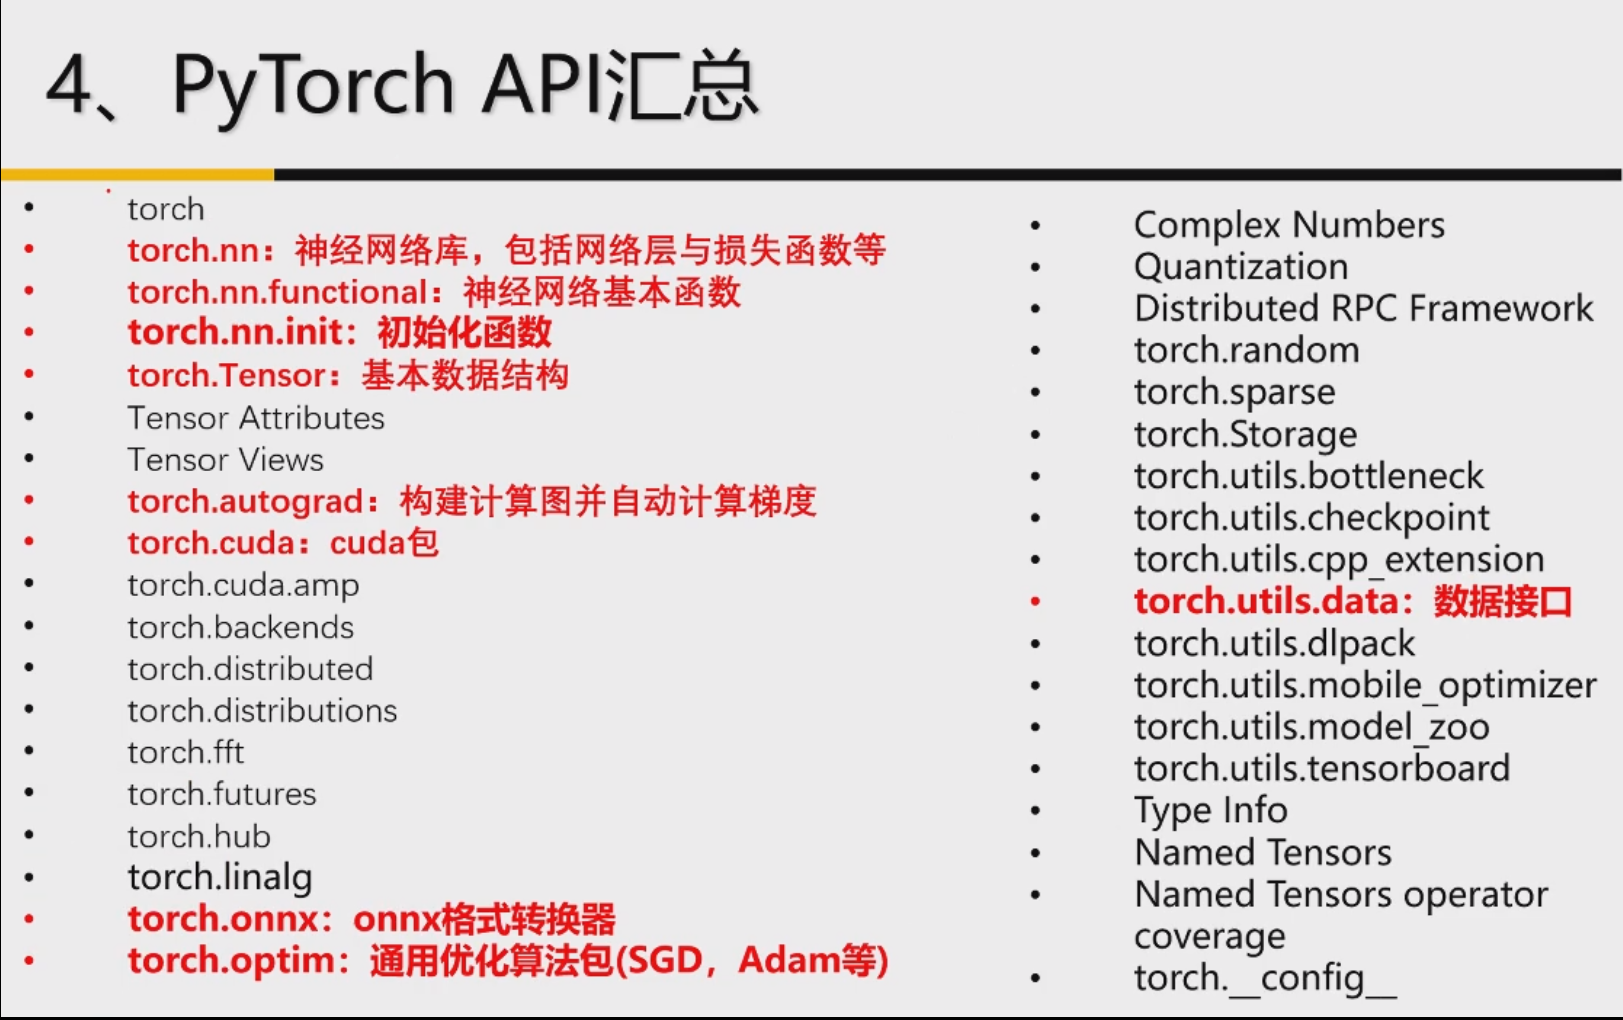 4、PyTorch API汇总
torch
torch.nn：神经网络库，包括网络层与损失函数等
torch.nn.functional：神经网络基本函数
torch.nn.init：初始化函数
torch.Tensor：基本数据结构
Tensor Attributes
Tensor Views
torch.autograd：构建计算图并自动计算梯度
torch.cuda：cuda包
torch.cuda.amp
torch.backends
torch.distributed
torch.distributions
torch.fft
torch.futures
torch.hub
torch.linalg
torch.onnx：onnx格式转换器
torch.optim：通用优化算法包(SGD，Adam等)
Complex Numbers
Quantization
Distributed RPC Framework
torch.random
torch.sparse
torch.Storage
torch.utils.bottleneck
torch.utils.checkpoint
torch.utils.cpp_extension
torch.utils.data：数据接口
torch.utils.dlpack
torch.utils.mobile_optimizer
torch.utils.model_zoo
torch.utils.tensorboard
Type Info
Named Tensors
Named Tensors operator
coverage
torch.__config__